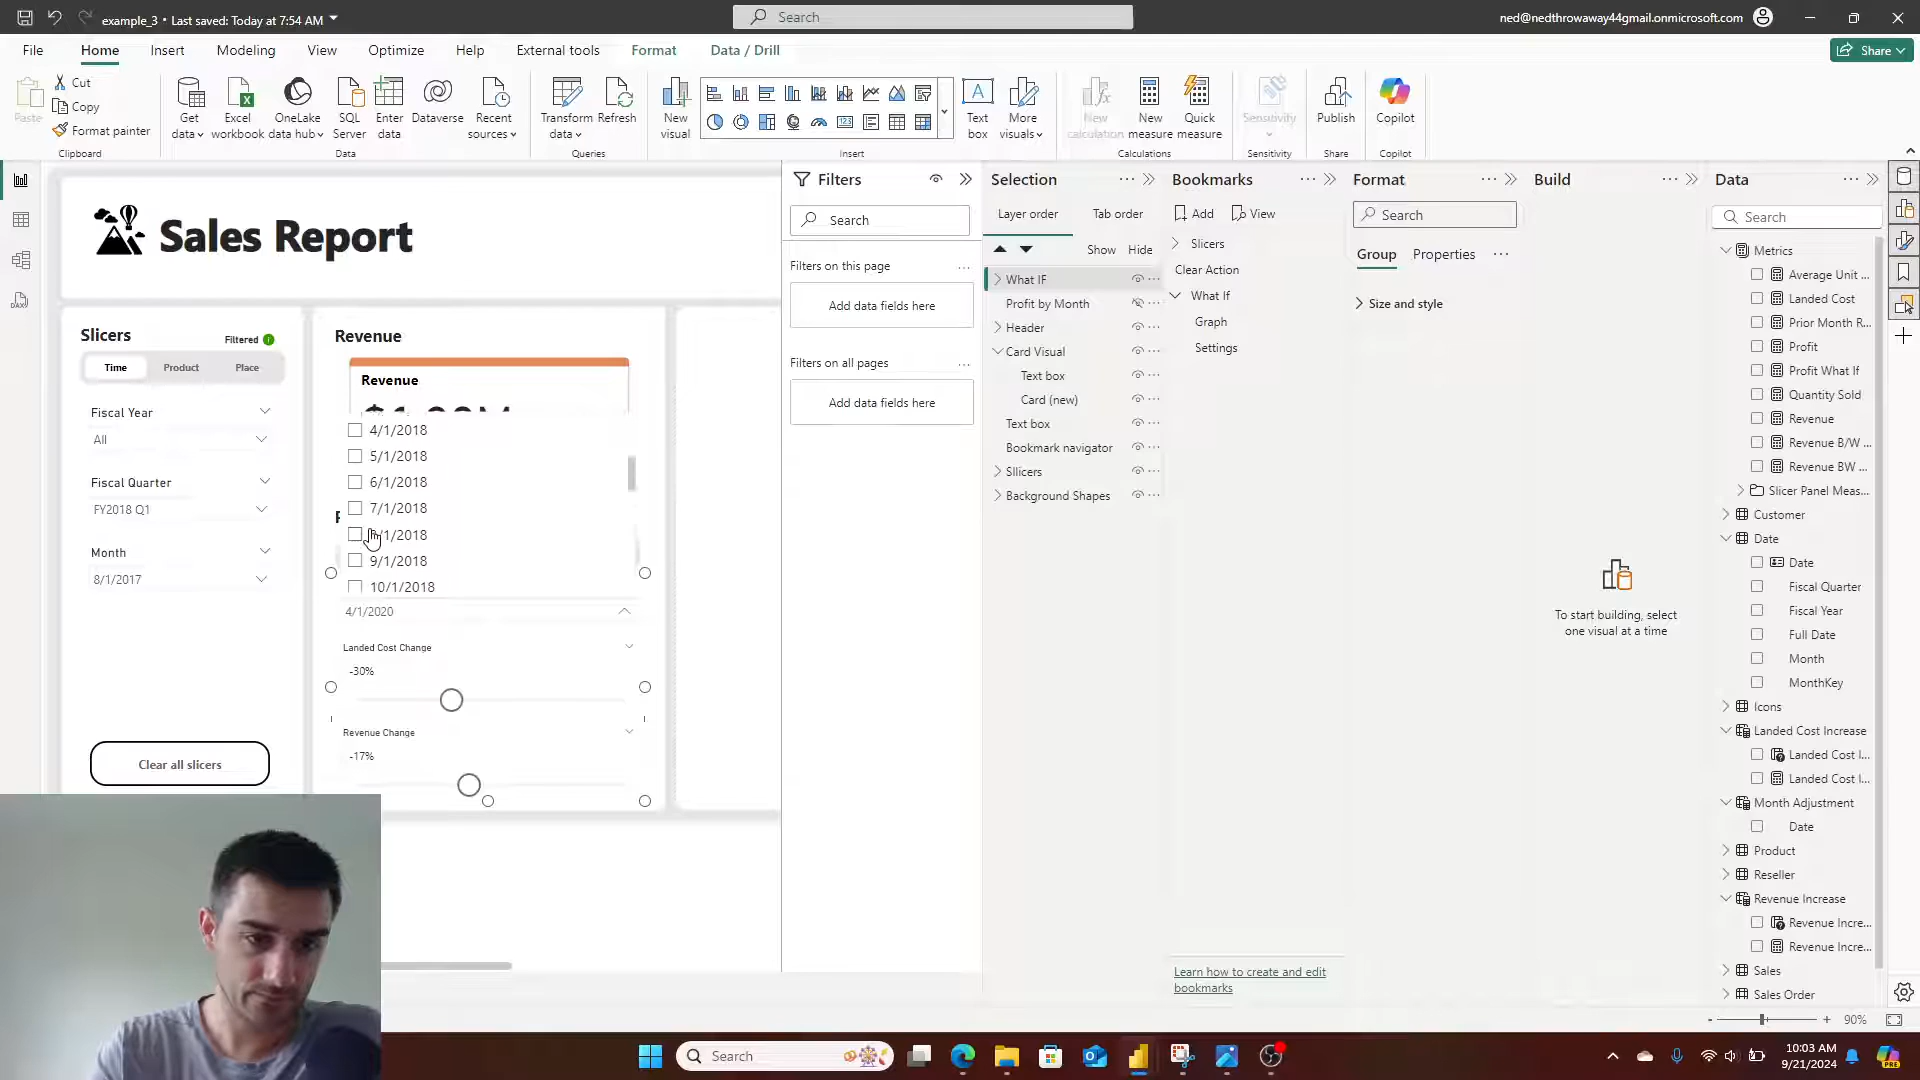 example_3 • Last saved: Today at 7:54 AM
Search
ned@nedthrowaway44gmail.onmicrosoft.com
File
Home
Insert
Modeling
View
Optimize
Help
External tools
Format
Data / Drill
Share
Paste
Cut
Copy
Format painter
Clipboard
Get data
Excel workbook
OneLake data hub
SQL Server
Enter data
Dataverse
Recent sources
Data
Transform data
Refresh
Queries
New visual
Text box
More visuals
Insert
New calculation
New measure
Quick measure
Calculations
Sensitivity
Sensitivity
Publish
Share
Copilot
Copilot
Sales Report
Slicers
Filtered
Time
Product
Place
Fiscal Year
All
Fiscal Quarter
FY2018 Q1
Month
8/1/2017
Clear all slicers
Revenue
Revenue
4/1/2018
5/1/2018
6/1/2018
7/1/2018
/1/2018
9/1/2018
10/1/2018
4/1/2020
Landed Cost Change
-30%
Revenue Change
-17%
Filters
Search
Filters on this page
Add data fields here
Filters on all pages
Add data fields here
Selection
Layer order
Tab order
Show
Hide
What IF
Profit by Month
Header
Card Visual
Text box
Card (new)
Text box
Bookmark navigator
Sllicers
Background Shapes
Bookmarks
Add
View
Slicers
Clear Action
What If
Graph
Settings
Learn how to create and edit
bookmarks
Format
Search
Group
Properties
Size and style
Build
To start building, select
one visual at a time
Data
Search
Metrics
Average Unit ...
Landed Cost
Prior Month R...
Profit
Profit What If
Quantity Sold
Revenue
Revenue B/W ...
Revenue BW ...
Slicer Panel Meas...
Customer
Date
Date
Fiscal Quarter
Fiscal Year
Full Date
Month
MonthKey
Icons
Landed Cost Increase
Landed Cost I...
Landed Cost I...
Month Adjustment
Date
Product
Reseller
Revenue Increase
Revenue Incre...
Revenue Incre...
Sales
Sales Order
- + 90%
Search
10:03 AM
9/21/2024
PRE